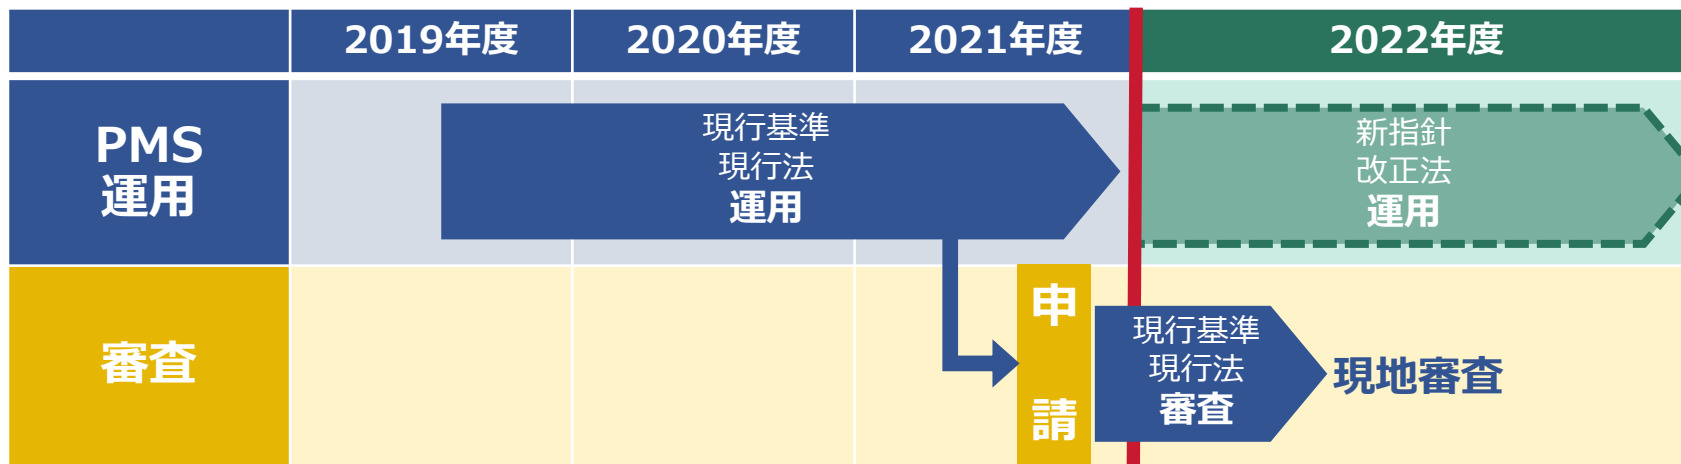 2019年度
2020年度
2021年度
2022年度
PMS
運用
現行基準
現行法
運用
新指針
改正法
運用
審査
申
請
現行基準
現行法
審査
現地審査